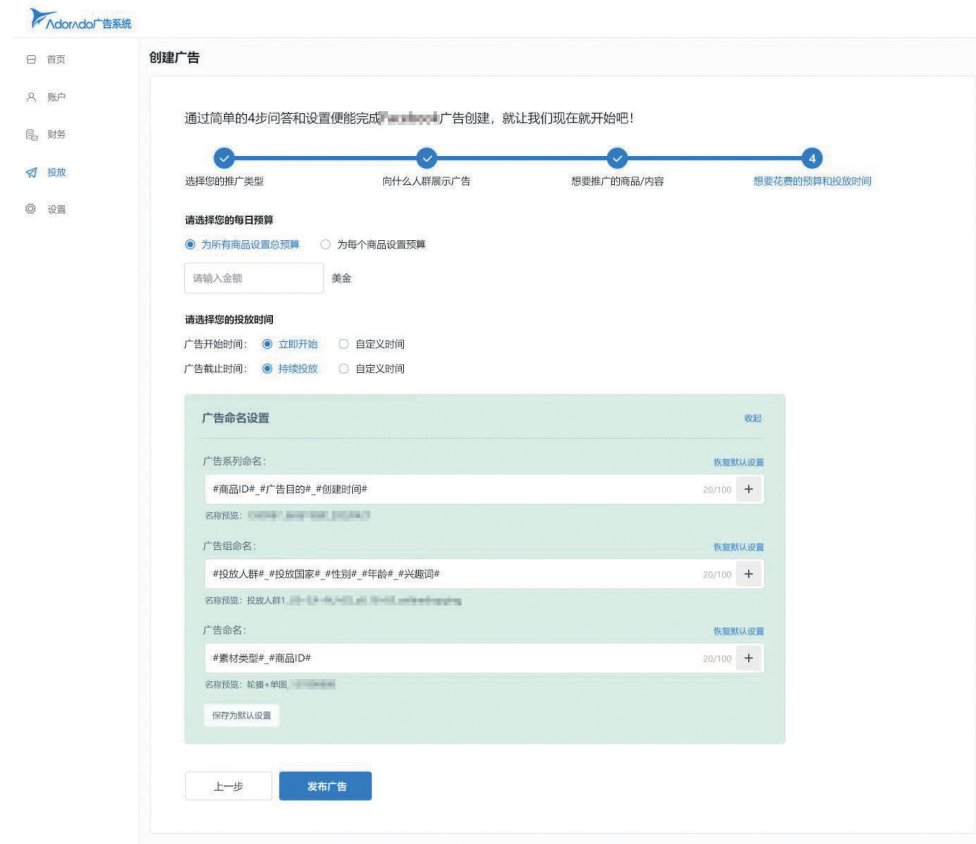 Adorado广告系统
首页
账户
财务
投放
设置
创建广告
通过简单的4步问答和设置便能完成 广告创建，就让我们现在就开始吧！
4
选择您的推广类型 向什么人群展示广告 想要推广的商品/内容 想要花费的预算和投放时间
请选择您的每日预算
为所有商品设置总预算 为每个商品设置预算
请输入金额 美金
请选择您的投放时间
广告开始时间： 立即开始 自定义时间
广告截止时间： 持续投放 自定义时间
广告命名设置 收起
广告系列命名： 恢复默认设置
#商品ID#_#广告目的#_#创建时间# 20/100 +
名称预览：
广告组命名： 恢复默认设置
#投放人群#_#投放国家#_#性别#_#年龄#_#兴趣词# 20/100 +
名称预览：投放人群1
广告命名： 恢复默认设置
#素材类型#_#商品ID# 20/100 +
名称预览：轮播+单图
保存为默认设置
上一步 发布广告